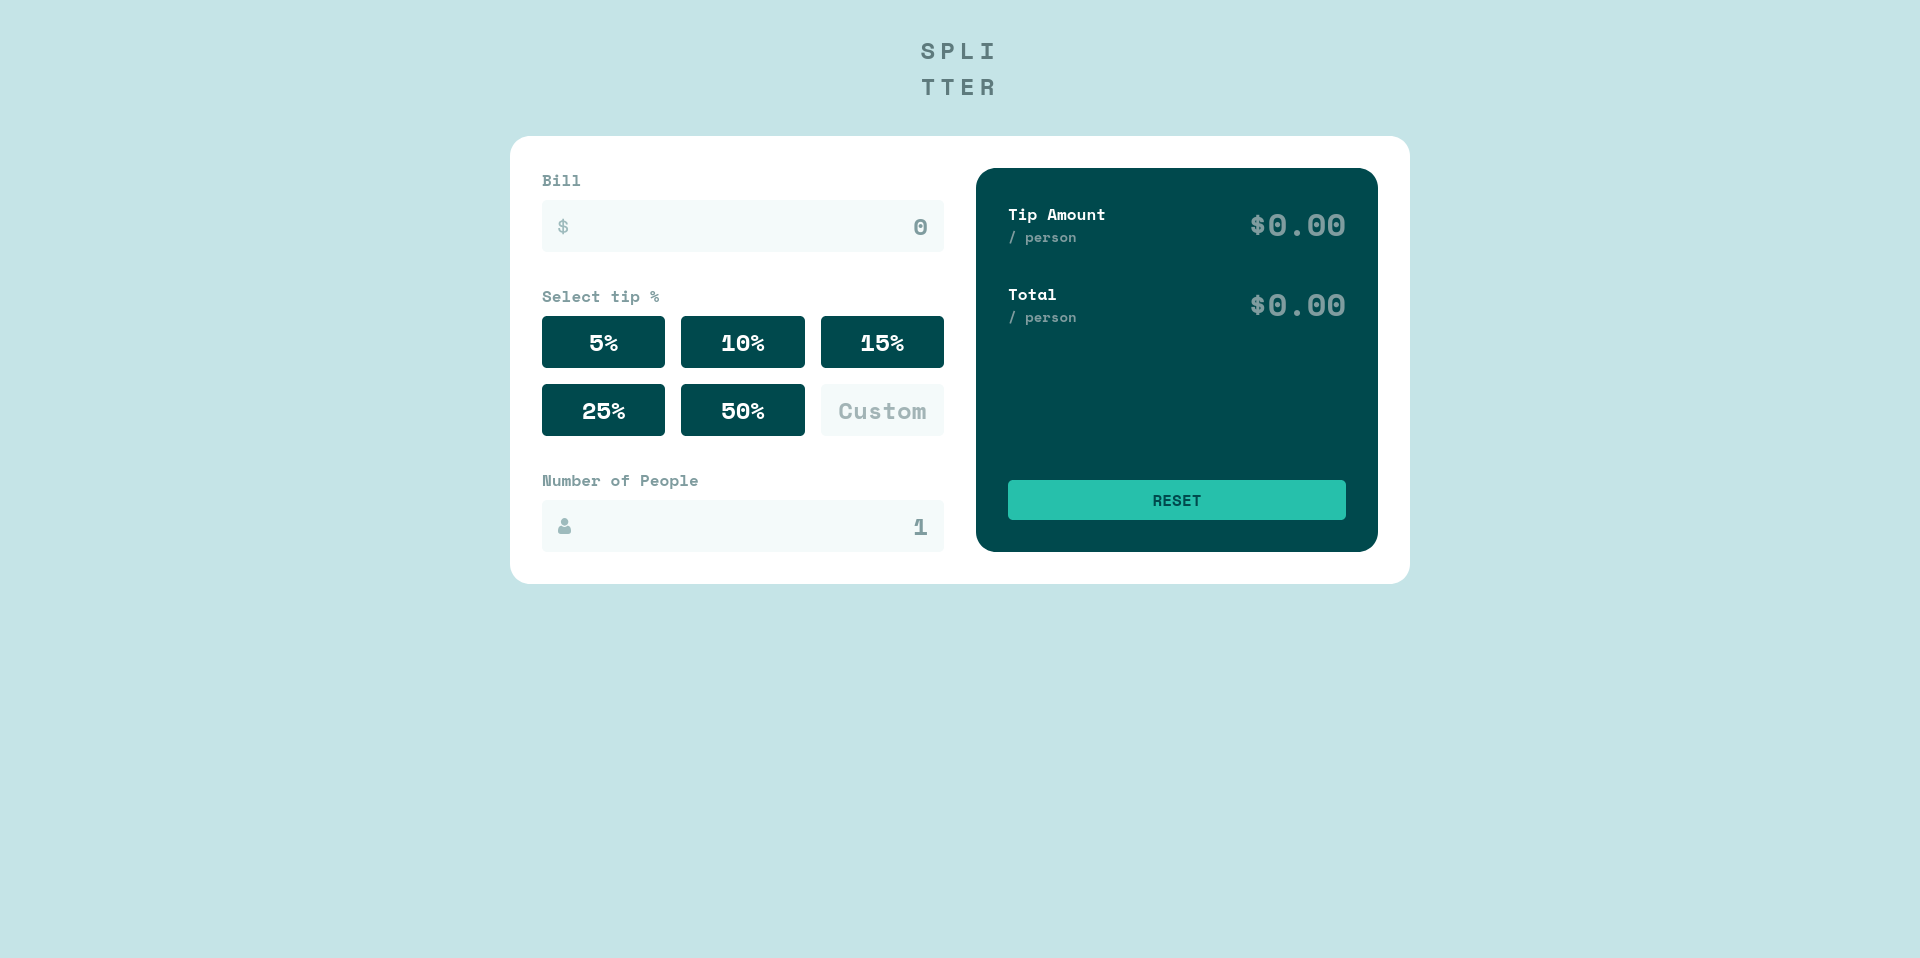 SPLI
TTER
Bill
$ 0
Select tip %
5% 10% 15%
25% 50% Custom
Number of People
1
Tip Amount
/ person
$0.00
Total
/ person
$0.00
RESET